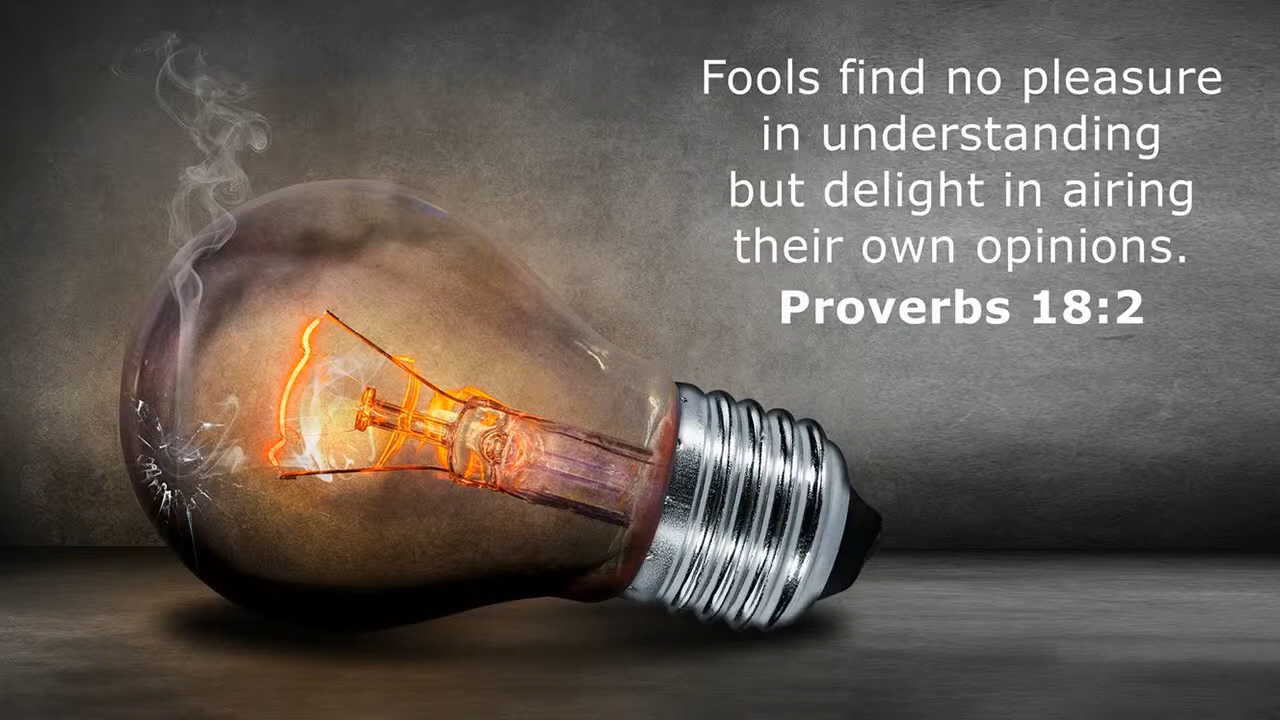 Fools find no pleasure
in understanding
but delight in airing
their own opinions.
Proverbs 18:2